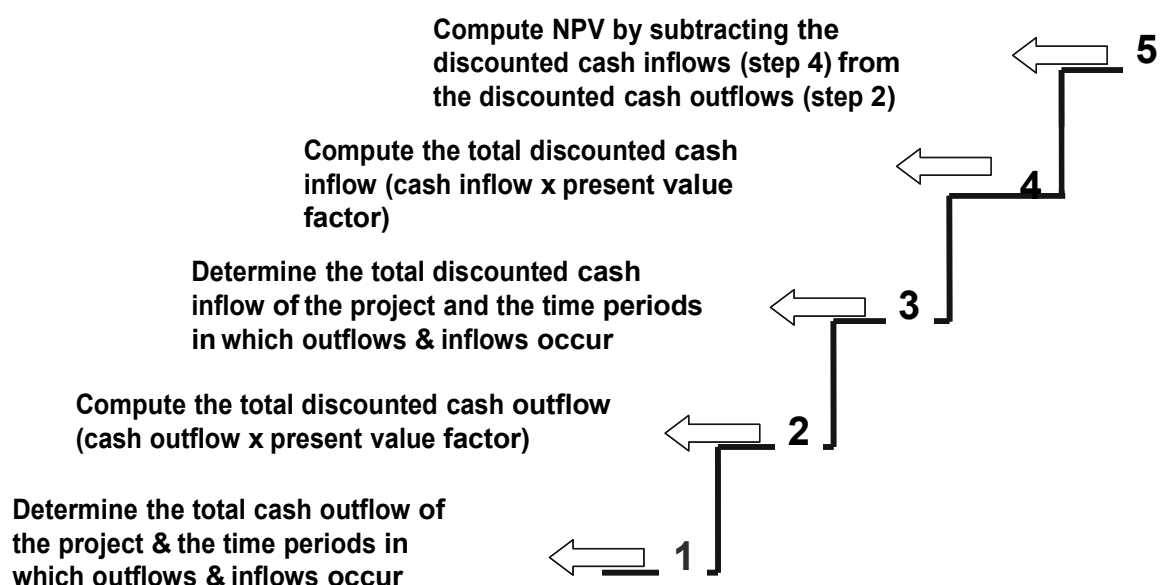 Compute NPV by subtracting the
discounted cash inflows (step 4) from
the discounted cash outflows (step 2)
5
Compute the total discounted cash
inflow (cash inflow x present value
factor)
4
Determine the total discounted cash
inflow of the project and the time periods
in which outflows & inflows occur
3
Compute the total discounted cash outflow
(cash outflow x present value factor)
2
Determine the total cash outflow of
the project & the time periods in
which outflows & inflows occur
1